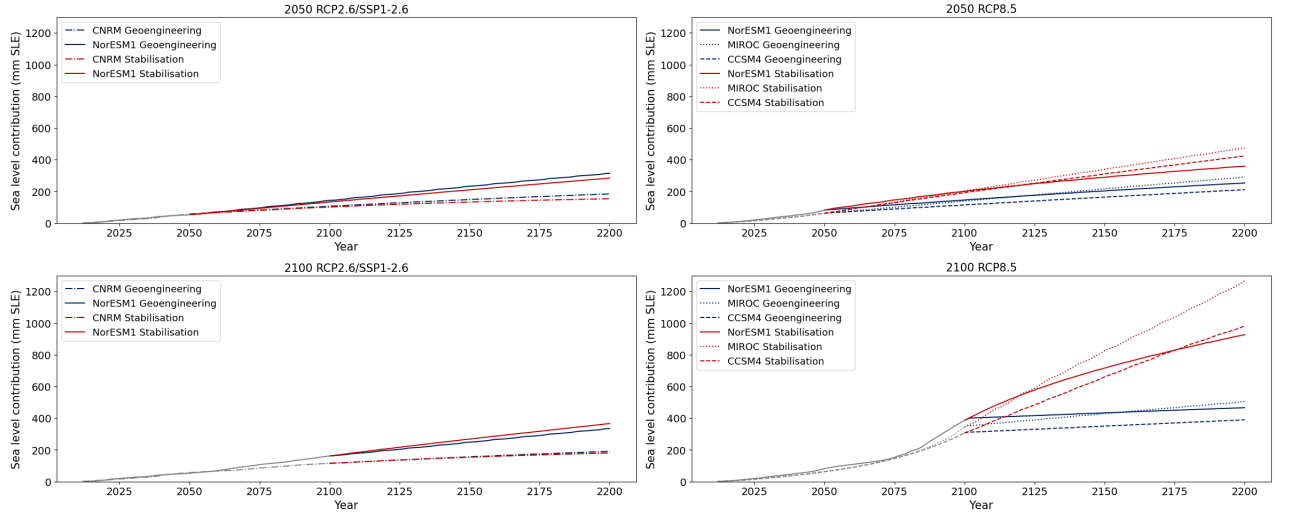 2050 RCP2.6/SSP1-2.6
Sea level contribution (mm SLE)
1200
1000
800
600
400
200
0
CNRM Geoengineering
NorESM1 Geoengineering
CNRM Stabilisation
NorESM1 Stabilisation
2025 2050 2075 2100 2125 2150 2175 2200
Year
2050 RCP8.5
Sea level contribution (mm SLE)
1200
1000
800
600
400
200
0
NorESM1 Geoengineering
MIROC Geoengineering
CCSM4 Geoengineering
NorESM1 Stabilisation
MIROC Stabilisation
CCSM4 Stabilisation
2025 2050 2075 2100 2125 2150 2175 2200
Year
2100 RCP2.6/SSP1-2.6
Sea level contribution (mm SLE)
1200
1000
800
600
400
200
0
CNRM Geoengineering
NorESM1 Geoengineering
CNRM Stabilisation
NorESM1 Stabilisation
2025 2050 2075 2100 2125 2150 2175 2200
Year
2100 RCP8.5
Sea level contribution (mm SLE)
1200
1000
800
600
400
200
0
NorESM1 Geoengineering
MIROC Geoengineering
CCSM4 Geoengineering
NorESM1 Stabilisation
MIROC Stabilisation
CCSM4 Stabilisation
2025 2050 2075 2100 2125 2150 2175 2200
Year